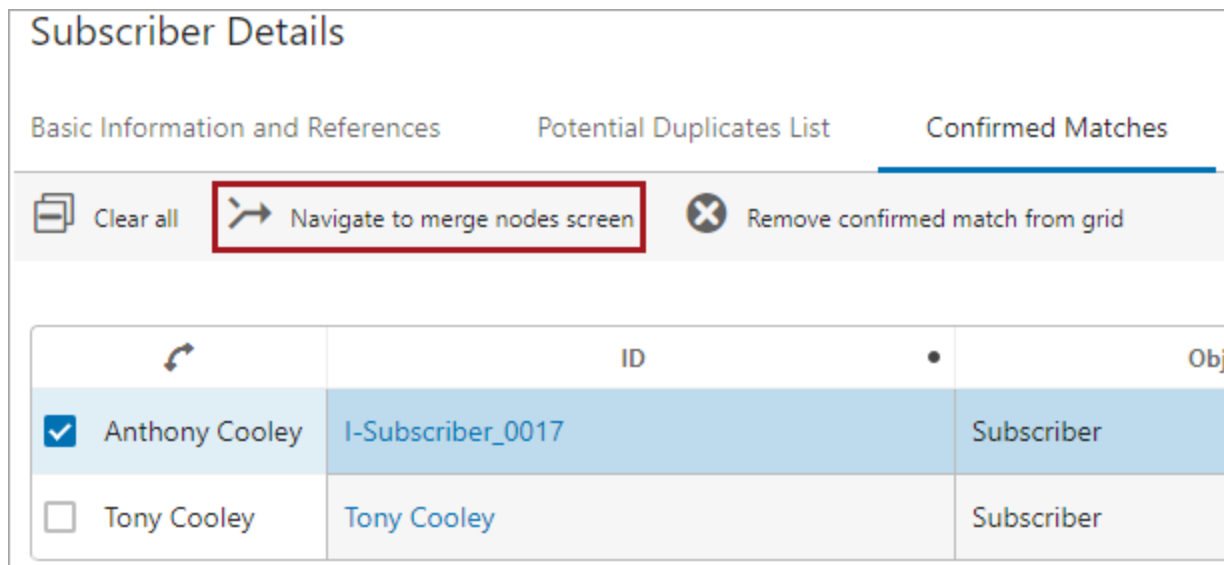 Subscriber Details
Basic Information and References Potential Duplicates List Confirmed Matches
Clear all Navigate to merge nodes screen Remove confirmed match from grid
ID Obj
Anthony Cooley I-Subscriber_0017 Subscriber
Tony Cooley Tony Cooley Subscriber